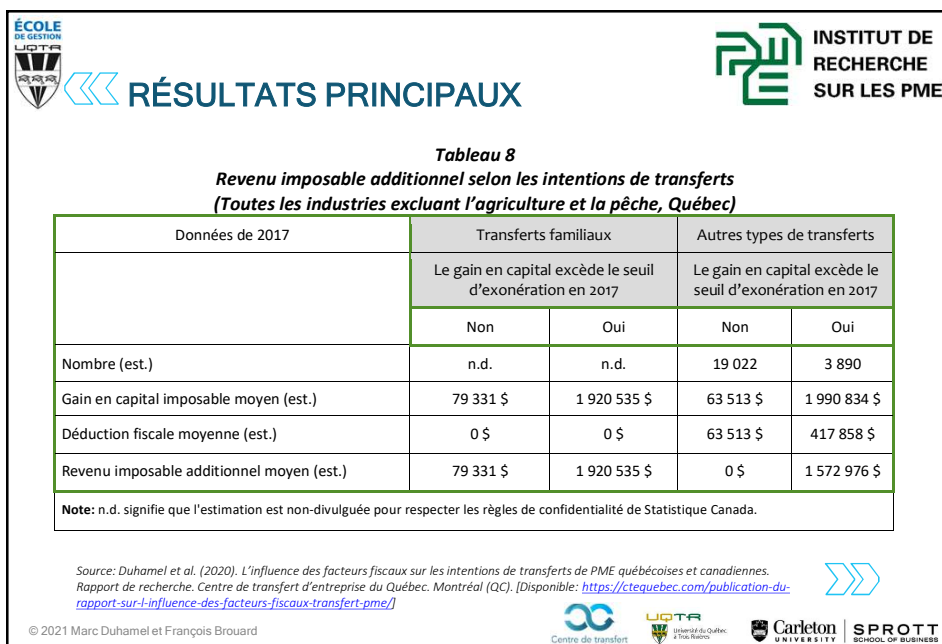 ÉCOLE
DE GESTION
UQTR
RÉSULTATS PRINCIPAUX
INSTITUT DE
RECHERCHE
SUR LES PME
Tableau 8
Revenu imposable additionnel selon les intentions de transferts
(Toutes les industries excluant l'agriculture et la pêche, Québec)
Données de 2017 Transferts familiaux Autres types de transferts
Le gain en capital excède le seuil d'exonération en 2017 Le gain en capital excède le seuil d'exonération en 2017
Non Oui Non Oui
Nombre (est.) n.d. n.d. 19 022 3 890
Gain en capital imposable moyen (est.) 79 331 $ 1 920 535 $ 63 513 $ 1 990 834 $
Déduction fiscale moyenne (est.) 0 $ 0 $ 63 513 $ 417 858 $
Revenu imposable additionnel moyen (est.) 79 331 $ 1 920 535 $ 0 $ 1 572 976 $
Note: n.d. signifie que l'estimation est non-divulguée pour respecter les règles de confidentialité de Statistique Canada.
Source: Duhamel et al. (2020). L'influence des facteurs fiscaux sur les intentions de transferts de PME québécoises et canadiennes.
Rapport de recherche. Centre de transfert d'entreprise du Québec. Montréal (QC). [Disponible: https://ctequebec.com/publication-du-
rapport-sur-l-influence-des-facteurs-fiscaux-transfert-pme/]
© 2021 Marc Duhamel et François Brouard
Centre de transfert
UQTR
Université du Québec
à Trois-Rivières
Carleton
UNIVERSITY
SPROTT
SCHOOL OF BUSINESS